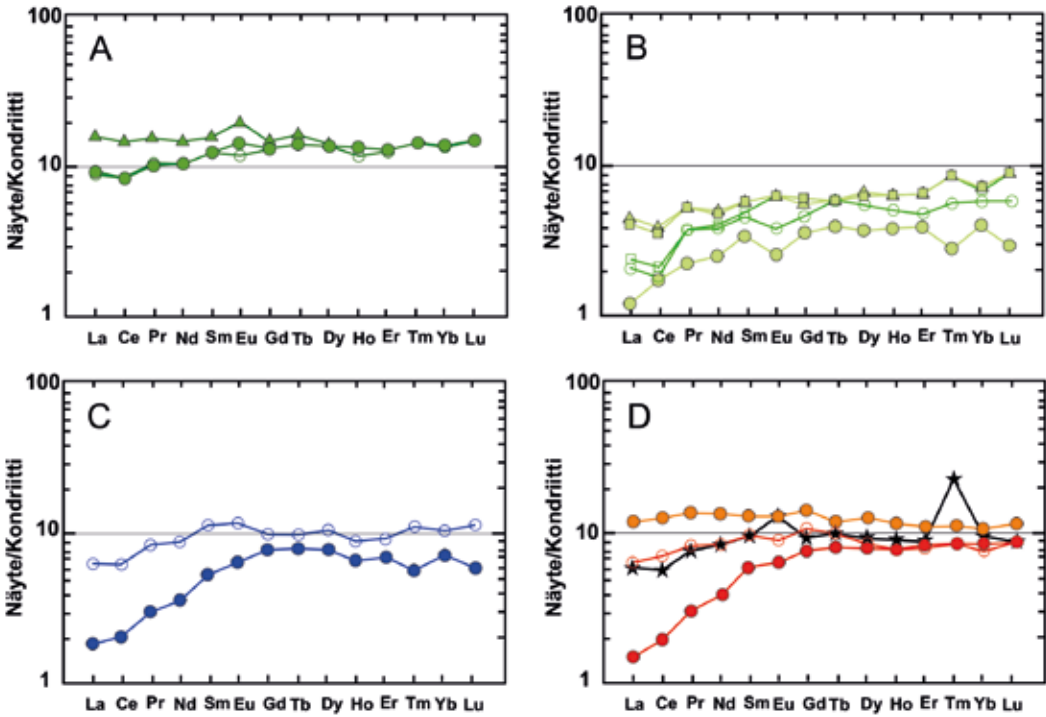 A
100
10
1
Näyte/Kondriitti
La Ce Pr Nd Sm Eu Gd Tb Dy Ho Er Tm Yb Lu
B
100
10
1
Näyte/Kondriitti
La Ce Pr Nd Sm Eu Gd Tb Dy Ho Er Tm Yb Lu
C
100
10
1
Näyte/Kondriitti
La Ce Pr Nd Sm Eu Gd Tb Dy Ho Er Tm Yb Lu
D
100
10
1
Näyte/Kondriitti
La Ce Pr Nd Sm Eu Gd Tb Dy Ho Er Tm Yb Lu